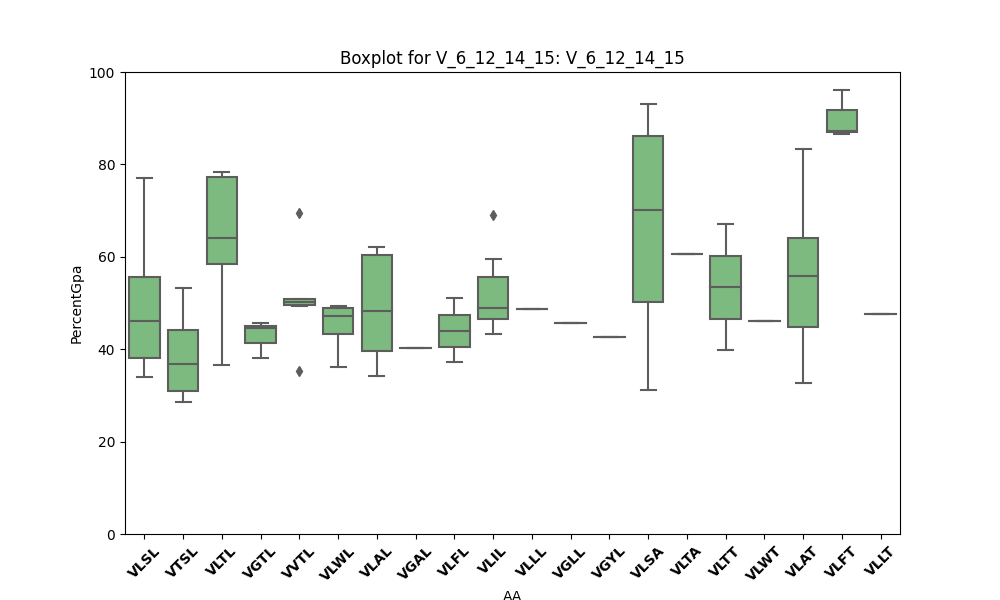 Boxplot for V_6_12_14_15: V_6_12_14_15
PercentGpa
100
80
60
40
20
0
VLSL VTSL VLTL VGTL VVTL VLWL VLAL VGAL VLFL VLIL VLLL VGLL VGYL VLSA VLTA VLTT VLWT VLAT VLFT VLLT
AA